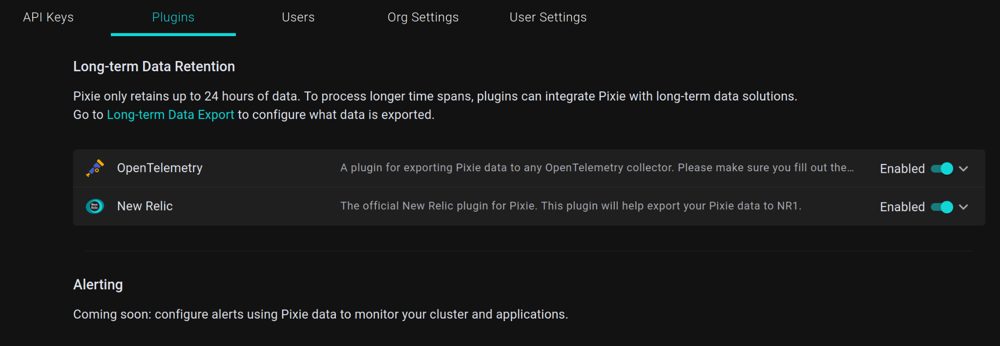 API Keys
Plugins
Users
Org Settings
User Settings
Long-term Data Retention
Pixie only retains up to 24 hours of data. To process longer time spans, plugins can integrate Pixie with long-term data solutions.
Go to Long-term Data Export to configure what data is exported.
OpenTelemetry
A plugin for exporting Pixie data to any OpenTelemetry collector. Please make sure you fill out the...
Enabled
New Relic
New Relic
The official New Relic plugin for Pixie. This plugin will help export your Pixie data to NR1.
Enabled
Alerting
Coming soon: configure alerts using Pixie data to monitor your cluster and applications.